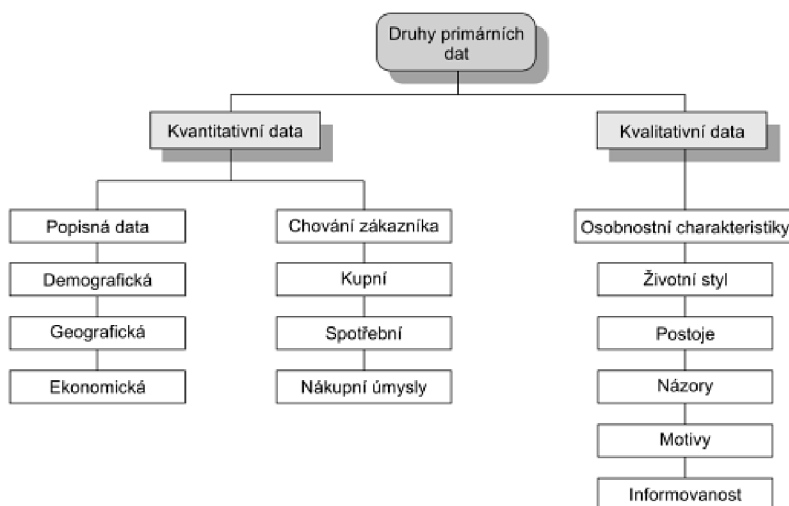 Druhy primárních
dat
Kvantitativní data
Kvalitativní data
Popisná data
Chování zákazníka
Osobnostní charakteristiky
Demografická
Kupní
Životní styl
Geografická
Spotřební
Postoje
Ekonomická
Nákupní úmysly
Názory
Motivy
Informovanost